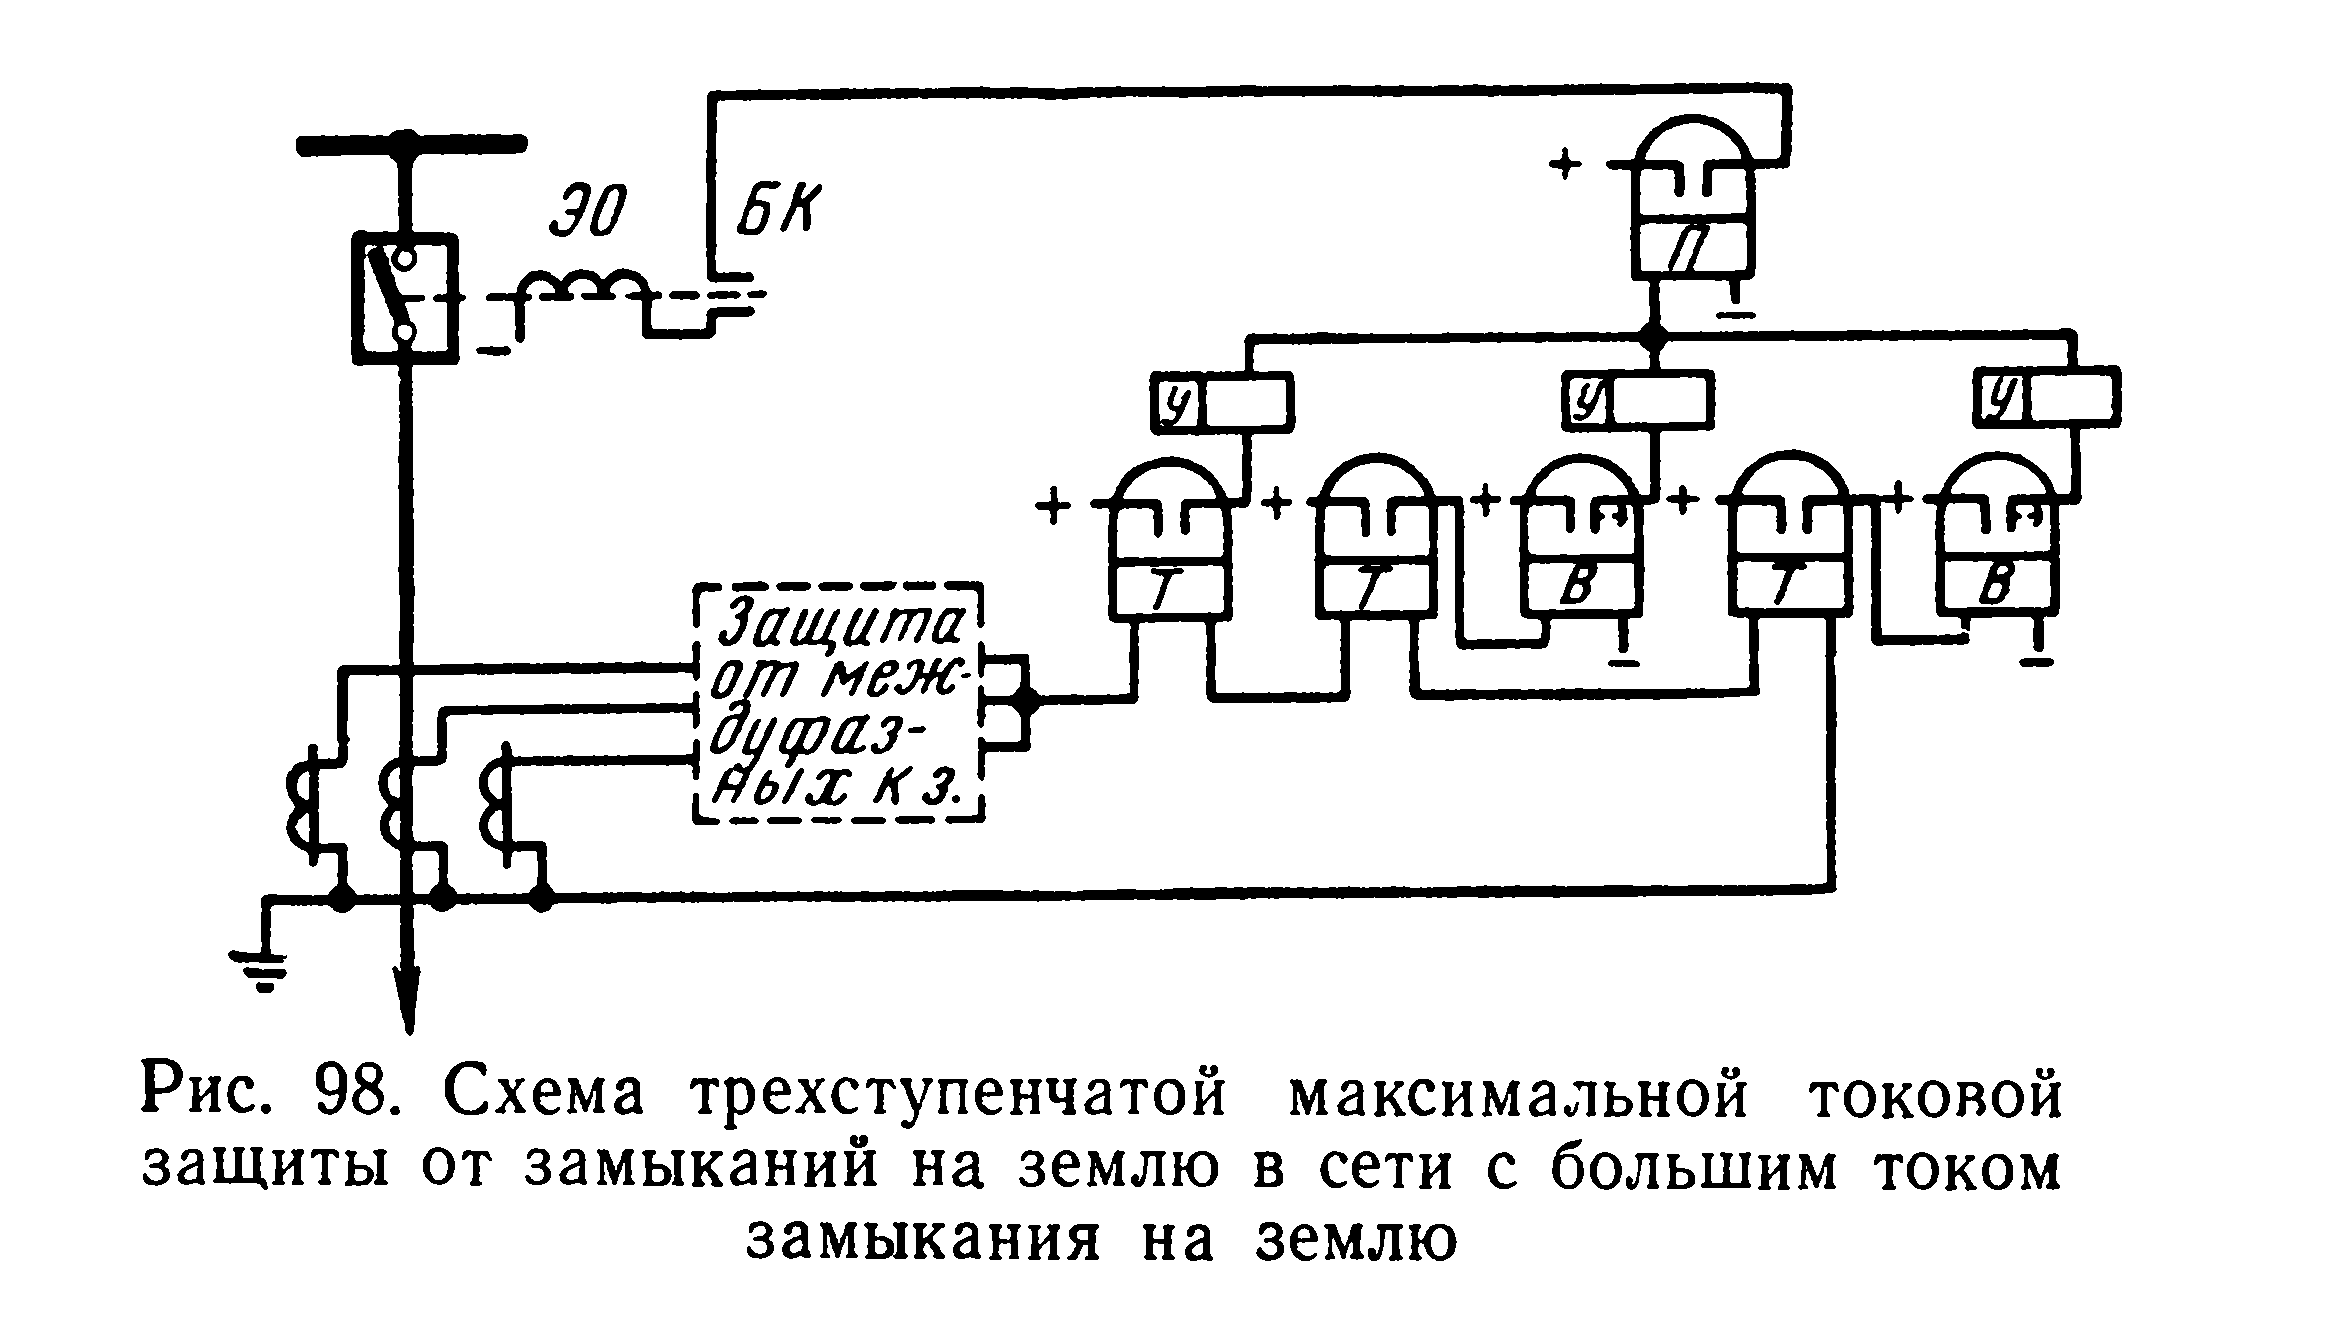 ЭО БК
П
У У У
Т Т В Т В
Защита
от меж-
дуфаз-
ных к з.
Рис. 98. Схема трехступенчатой максимальной токовой
защиты от замыканий на землю в сети с большим током
замыкания на землю